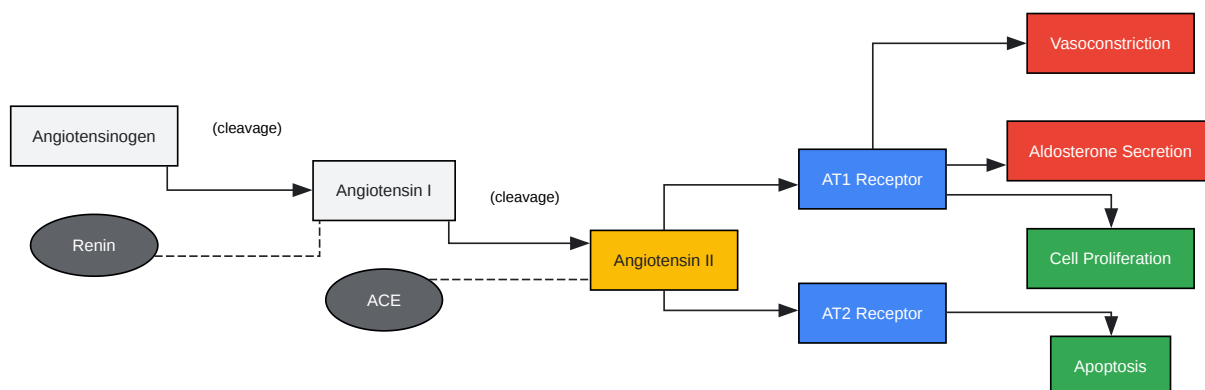 Vasoconstriction
Angiotensinogen
(cleavage)
Angiotensin I
(cleavage)
AT1 Receptor
Aldosterone Secretion
Renin
Angiotensin II
Cell Proliferation
ACE
AT2 Receptor
Apoptosis